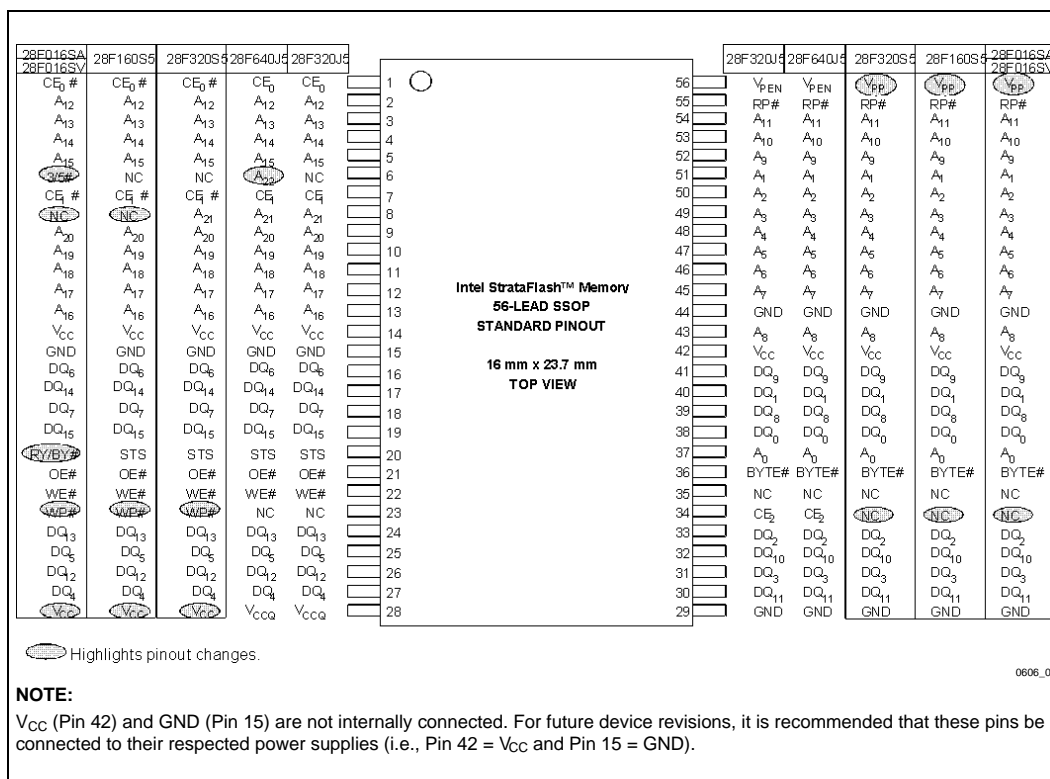 28F016SA 28F160S5 28F320S5 28F640J5 28F320J5 28F320J5 28F640J5 28F320S5 28F160S5 28F016SA
28F016SV 28F016SV
CE0 # CE0 # CE0 # CE0 CE0 1 56 VPEN VPEN VPP VPP VPP
A12 A12 A12 A12 A12 2 55 RP# RP# RP# RP# RP#
A13 A13 A13 A13 A13 3 54 A11 A11 A11 A11 A11
A14 A14 A14 A14 A14 4 53 A10 A10 A10 A10 A10
A15 A15 A15 A15 A15 5 52 A9 A9 A9 A9 A9
3/5# NC NC A22 NC 6 51 A1 A1 A1 A1 A1
CE1 # CE1 # CE1 # CE1 CE1 7 50 A2 A2 A2 A2 A2
NC NC A21 A21 A21 8 49 A3 A3 A3 A3 A3
A20 A20 A20 A20 A20 9 48 A4 A4 A4 A4 A4
A19 A19 A19 A19 A19 10 47 A5 A5 A5 A5 A5
A18 A18 A18 A18 A18 11 46 A6 A6 A6 A6 A6
A17 A17 A17 A17 A17 12 45 A7 A7 A7 A7 A7
A16 A16 A16 A16 A16 13 44 GND GND GND GND GND
VCC VCC VCC VCC VCC 14 43 A8 A8 A8 A8 A8
GND GND GND GND GND 15 42 VCC VCC VCC VCC VCC
DQ6 DQ6 DQ6 DQ6 DQ6 16 41 DQ9 DQ9 DQ9 DQ9 DQ9
DQ14 DQ14 DQ14 DQ14 DQ14 17 40 DQ1 DQ1 DQ1 DQ1 DQ1
DQ7 DQ7 DQ7 DQ7 DQ7 18 39 DQ8 DQ8 DQ8 DQ8 DQ8
DQ15 DQ15 DQ15 DQ15 DQ15 19 38 DQ0 DQ0 DQ0 DQ0 DQ0
RY/BY# STS STS STS STS 20 37 A0 A0 A0 A0 A0
OE# OE# OE# OE# OE# 21 36 BYTE# BYTE# BYTE# BYTE# BYTE#
WE# WE# WE# WE# WE# 22 35 NC NC NC NC NC
WP# WP# WP# NC NC 23 34 CE2 CE2 NC NC NC
DQ13 DQ13 DQ13 DQ13 DQ13 24 33 DQ2 DQ2 DQ2 DQ2 DQ2
DQ5 DQ5 DQ5 DQ5 DQ5 25 32 DQ10 DQ10 DQ10 DQ10 DQ10
DQ12 DQ12 DQ12 DQ12 DQ12 26 31 DQ3 DQ3 DQ3 DQ3 DQ3
DQ4 DQ4 DQ4 DQ4 DQ4 27 30 DQ11 DQ11 DQ11 DQ11 DQ11
VCC VCC VCC VCCQ VCCQ 28 29 GND GND GND GND GND
Intel StrataFlash™ Memory
56-LEAD SSOP
STANDARD PINOUT
16 mm x 23.7 mm
TOP VIEW
Highlights pinout changes.
0606_0
NOTE:
VCC (Pin 42) and GND (Pin 15) are not internally connected. For future device revisions, it is recommended that these pins be
connected to their respected power supplies (i.e., Pin 42 = VCC and Pin 15 = GND).